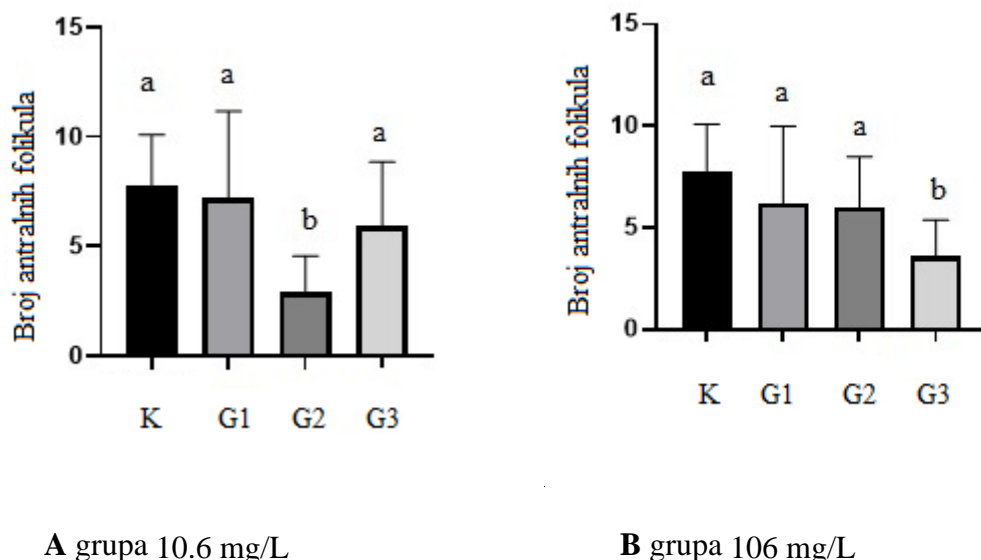 Broj antralnih folikula
15
10
5
0
a
a
b
a
K G1 G2 G3
A grupa 10.6 mg/L
Broj antralnih folikula
15
10
5
0
a
a
a
b
K G1 G2 G3
B grupa 106 mg/L